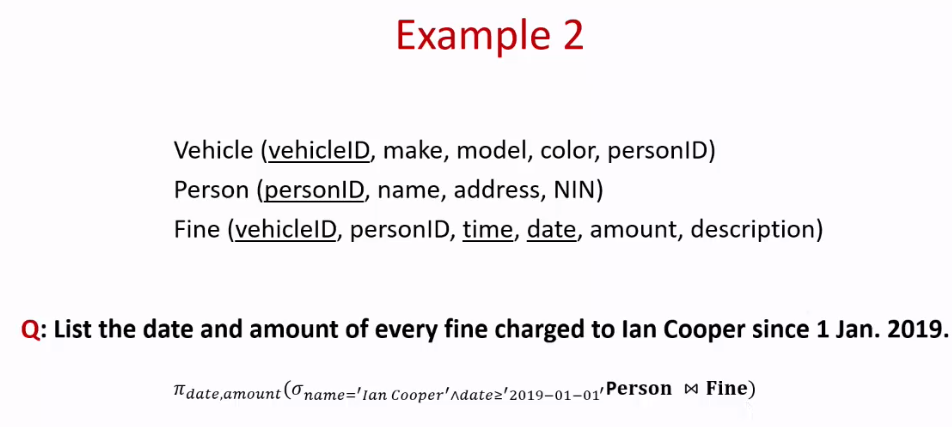 Example 2
Vehicle (vehicleID, make, model, color, personID)
Person (personID, name, address, NIN)
Fine (vehicleID, personID, time, date, amount, description)
Q: List the date and amount of every fine charged to Ian Cooper since 1 Jan. 2019.
π date,amount (σ name='Ian Cooper'∧date≥'2019−01−01' Person ⋈ Fine)